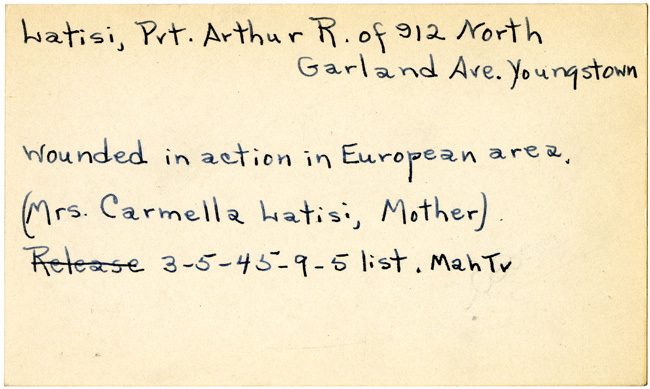 Latisi, Pvt. Arthur R. of 912 North
Garland Ave. Youngstown
Wounded in action in European area.
(Mrs. Carmella Latisi, Mother).
Release 3-5-45-9-5 list. MahTv